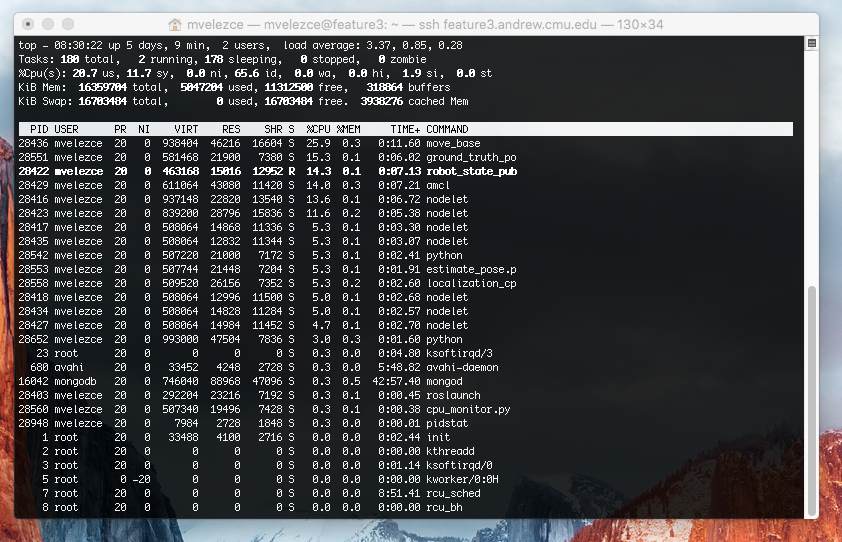 mvelezce — mvelezce@feature3: ~ — ssh feature3.andrew.cmu.edu — 130×34
top - 08:30:22 up 5 days, 9 min, 2 users, load average: 3.37, 0.85, 0.28
Tasks: 180 total, 2 running, 178 sleeping, 0 stopped, 0 zombie
%Cpu(s): 20.7 us, 11.7 sy, 0.0 ni, 65.6 id, 0.0 wa, 0.0 hi, 1.9 si, 0.0 st
KiB Mem: 16359704 total, 5047204 used, 11312500 free, 318864 buffers
KiB Swap: 16703484 total, 0 used, 16703484 free. 3938276 cached Mem
PID USER PR NI VIRT RES SHR S %CPU %MEM TIME+ COMMAND
28436 mvelezce 20 0 938404 46216 16604 S 25.9 0.3 0:11.60 move_base
28551 mvelezce 20 0 581468 21900 7380 S 15.3 0.1 0:06.02 ground_truth_po
28422 mvelezce 20 0 463168 15016 12952 R 14.3 0.1 0:07.13 robot_state_pub
28429 mvelezce 20 0 611064 43080 11420 S 14.0 0.3 0:07.21 amcl
28416 mvelezce 20 0 937148 22820 13540 S 13.6 0.1 0:06.72 nodelet
28423 mvelezce 20 0 839200 28796 15836 S 11.6 0.2 0:05.38 nodelet
28417 mvelezce 20 0 508064 14868 11336 S 5.3 0.1 0:03.30 nodelet
28435 mvelezce 20 0 508064 12832 11344 S 5.3 0.1 0:03.07 nodelet
28542 mvelezce 20 0 507220 21000 7172 S 5.3 0.1 0:02.41 python
28553 mvelezce 20 0 507744 21448 7204 S 5.3 0.1 0:01.91 estimate_pose.p
28558 mvelezce 20 0 509520 26156 7352 S 5.3 0.2 0:02.60 localization_cp
28418 mvelezce 20 0 508064 12996 11500 S 5.0 0.1 0:02.68 nodelet
28434 mvelezce 20 0 508064 14828 11284 S 5.0 0.1 0:02.57 nodelet
28427 mvelezce 20 0 508064 14984 11452 S 4.7 0.1 0:02.70 nodelet
28652 mvelezce 20 0 993000 47504 7836 S 3.0 0.3 0:01.60 python
23 root 20 0 0 0 0 S 0.3 0.0 0:04.80 ksoftirqd/3
680 avahi 20 0 33452 4248 2728 S 0.3 0.0 5:48.82 avahi-daemon
16042 mongodb 20 0 746040 88968 47096 S 0.3 0.5 42:57.40 mongod
28403 mvelezce 20 0 292204 23216 7192 S 0.3 0.1 0:00.45 roslaunch
28560 mvelezce 20 0 507340 19496 7428 S 0.3 0.1 0:00.38 cpu_monitor.py
28948 mvelezce 20 0 7984 2728 1848 S 0.3 0.0 0:00.01 pidstat
1 root 20 0 33488 4100 2716 S 0.0 0.0 0:02.44 init
2 root 20 0 0 0 0 S 0.0 0.0 0:00.00 kthreadd
3 root 20 0 0 0 0 S 0.0 0.0 0:01.14 ksoftirqd/0
5 root 0 -20 0 0 0 S 0.0 0.0 0:00.00 kworker/0:0H
7 root 20 0 0 0 0 S 0.0 0.0 8:51.41 rcu_sched
8 root 20 0 0 0 0 S 0.0 0.0 0:00.00 rcu_bh